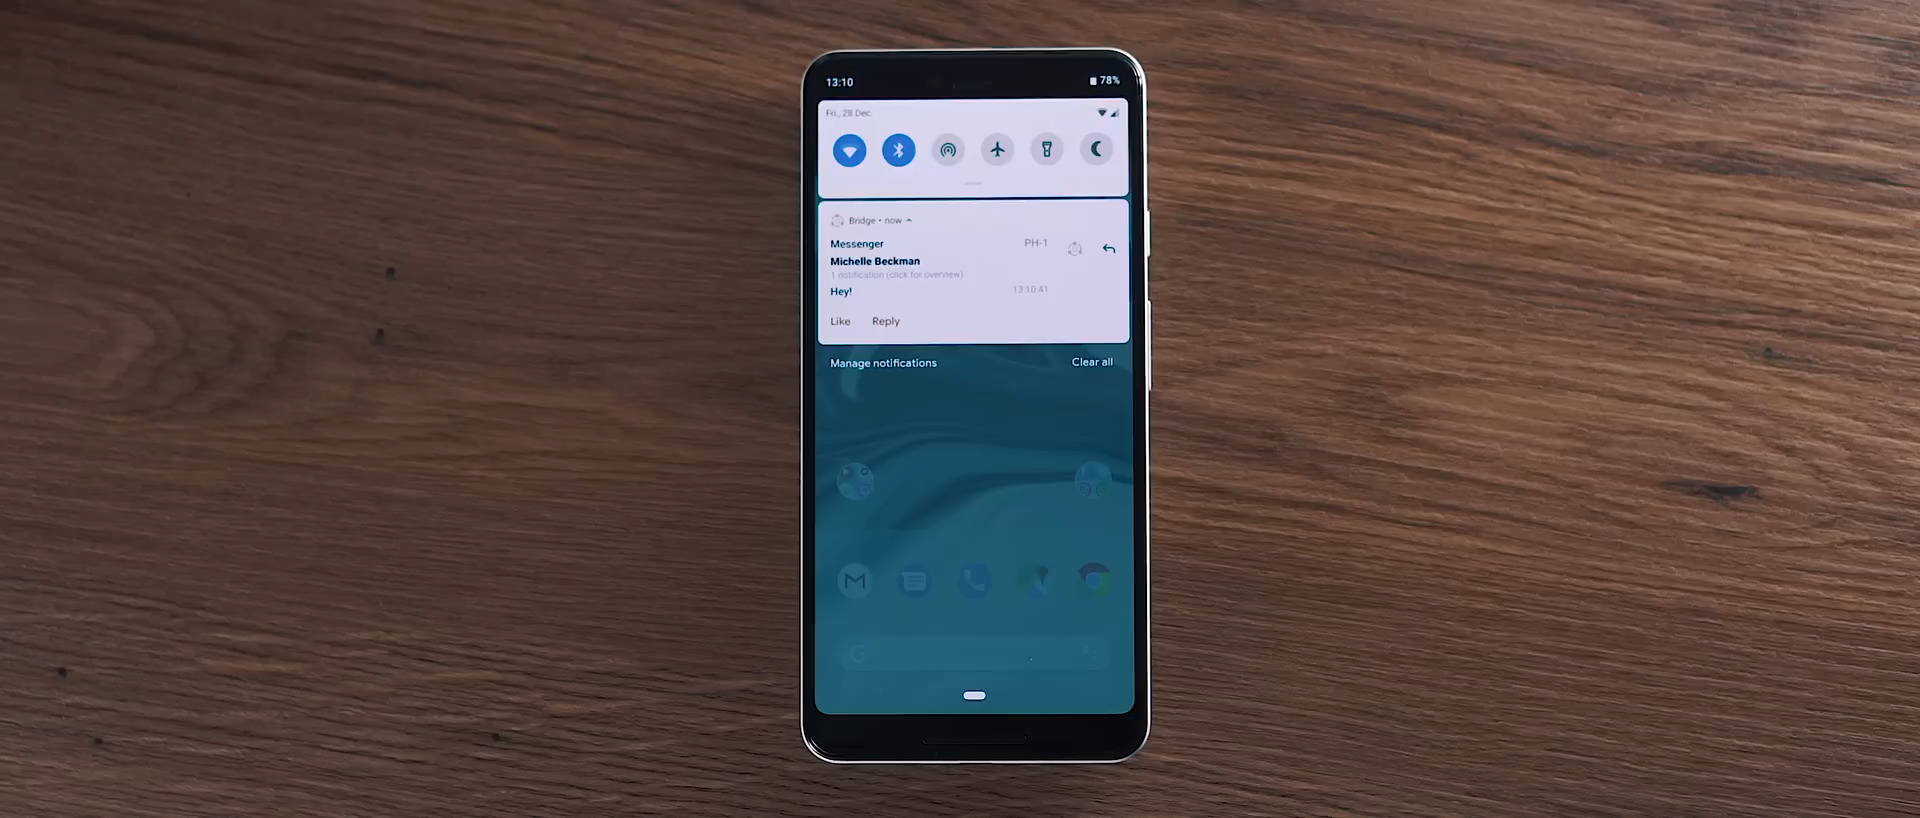 13:10
78%
Fri, 28 Dec.
Bridge • now
Messenger
PH-1
Michelle Beckman
1 notification (click for overview)
Hey!
13:10:41
Like
Reply
Manage notifications
Clear all